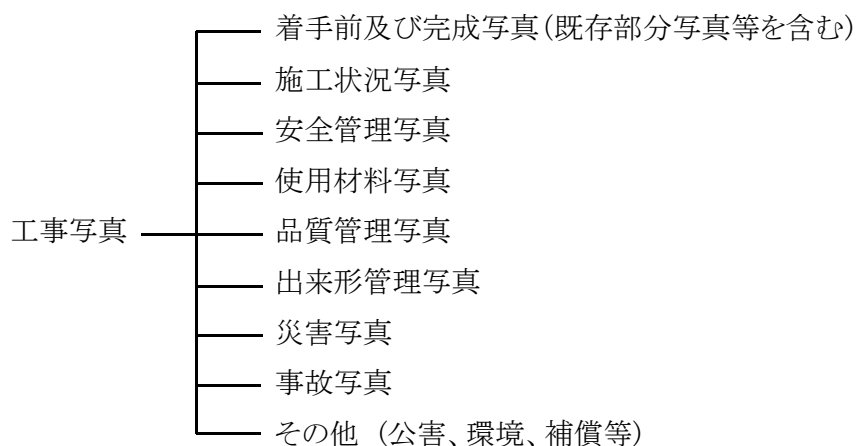 着手前及び完成写真(既存部分写真等を含む)
施工状況写真
安全管理写真
使用材料写真
工事写真
品質管理写真
出来形管理写真
災害写真
事故写真
その他 (公害、環境、補償等)